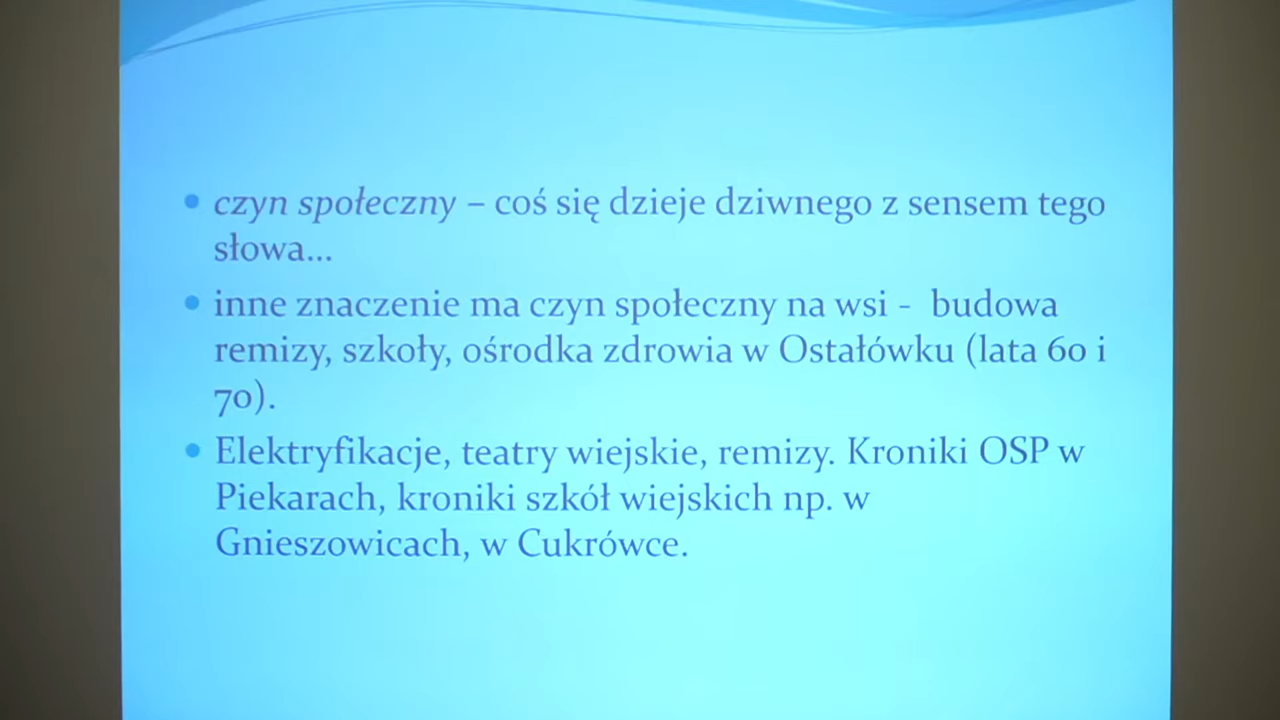 • czyn społeczny – coś się dzieje dziwnego z sensem tego
słowa...
• inne znaczenie ma czyn społeczny na wsi - budowa
remizy, szkoły, ośrodka zdrowia w Ostałówku (lata 60 i
70).
• Elektryfikacje, teatry wiejskie, remizy. Kroniki OSP w
Piekarach, kroniki szkół wiejskich np. w
Gnieszowicach, w Cukrówce.